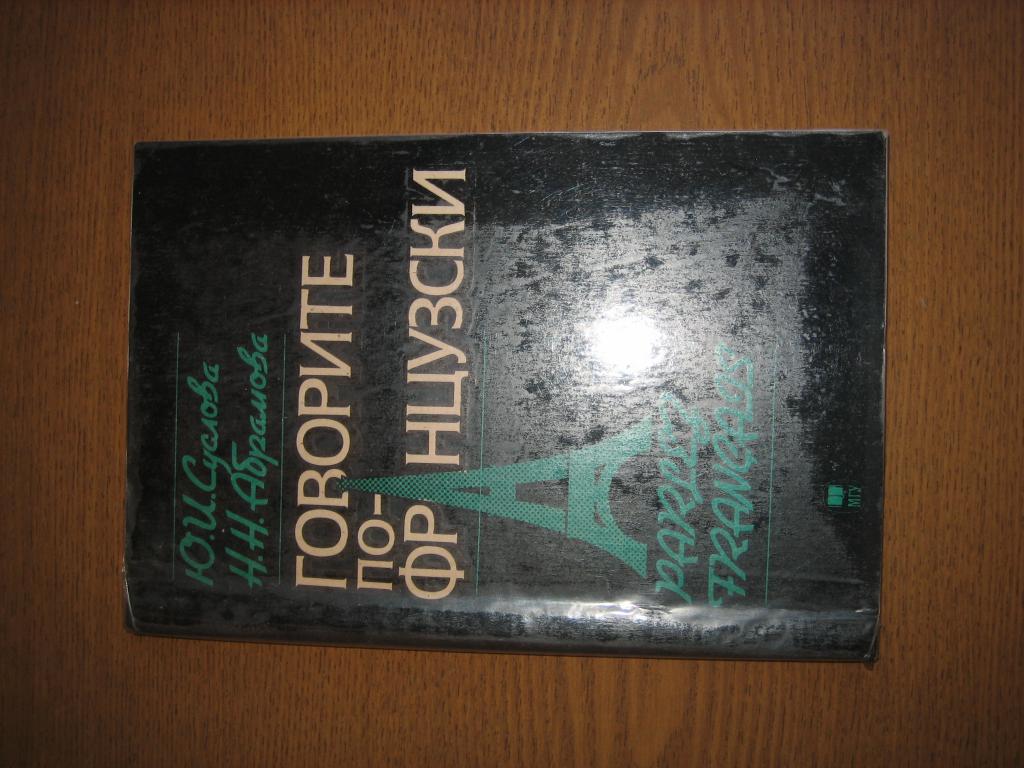 Ю.И.Суслова
Н.Н.Абрамова
ГОВОРИТЕ
ПО-
ФРАНЦУЗСКИ
PARLEZ
FRANÇAIS
МГУ